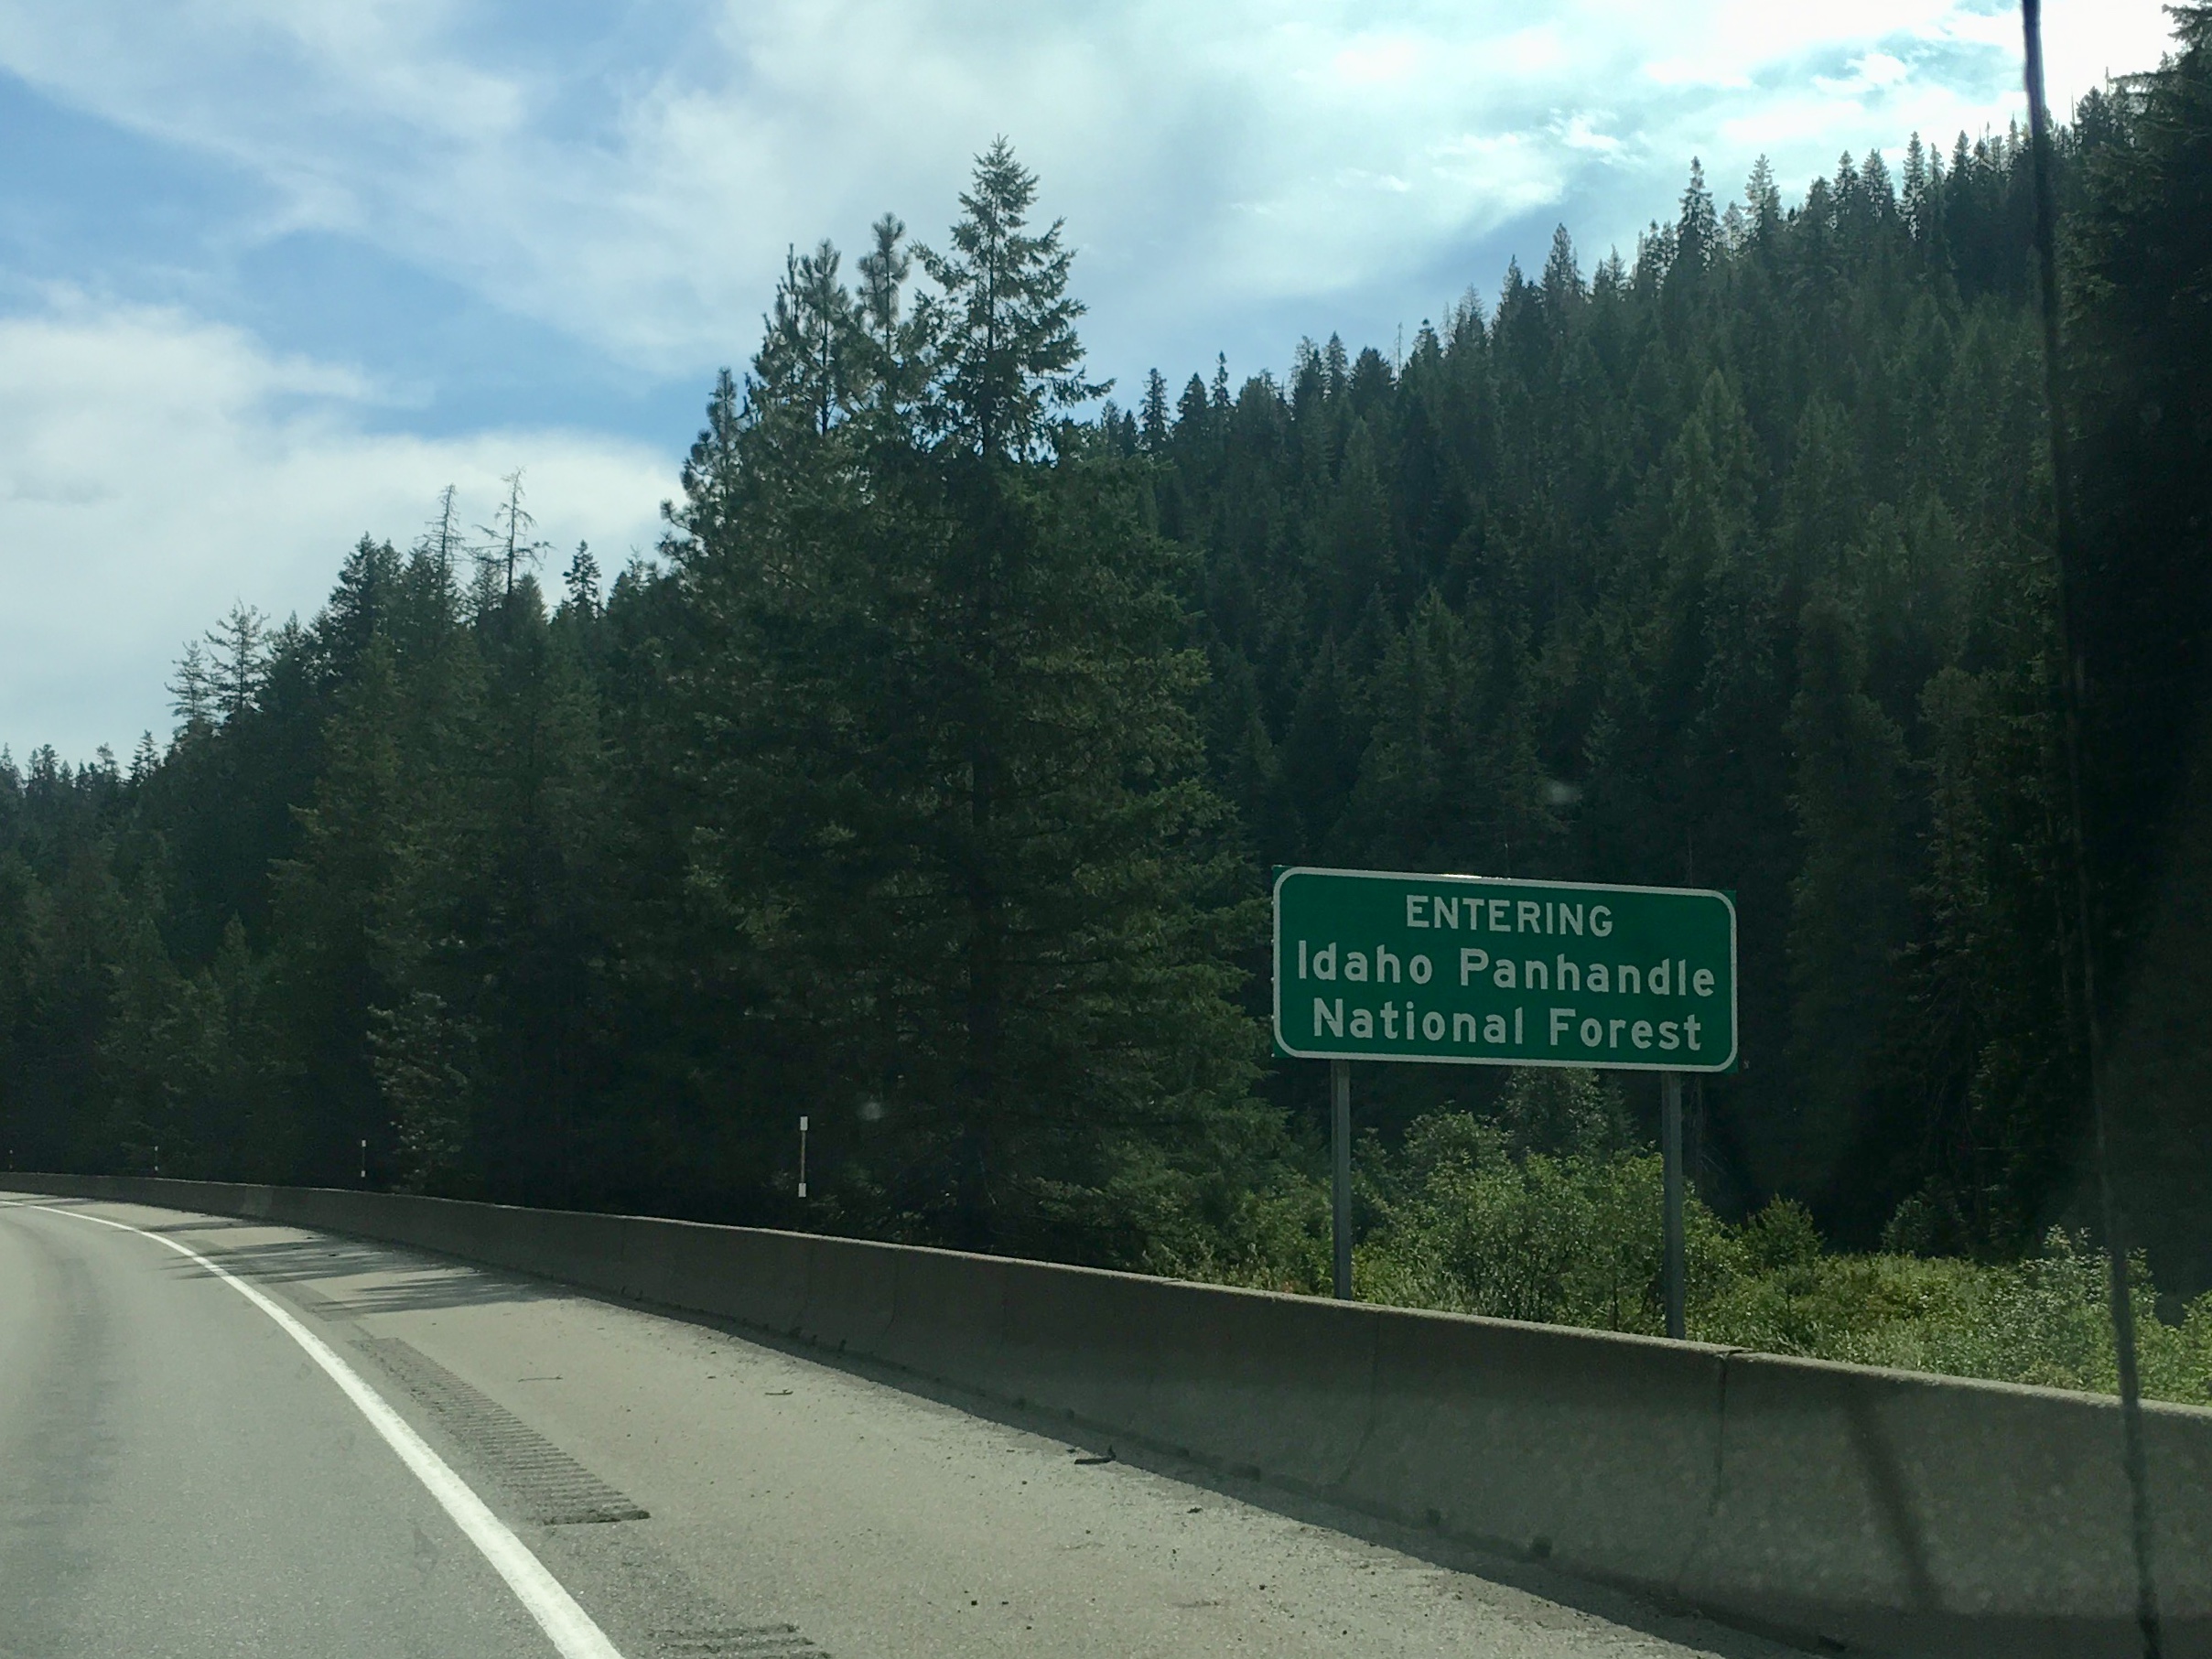 ENTERING
Idaho Panhandle
National Forest